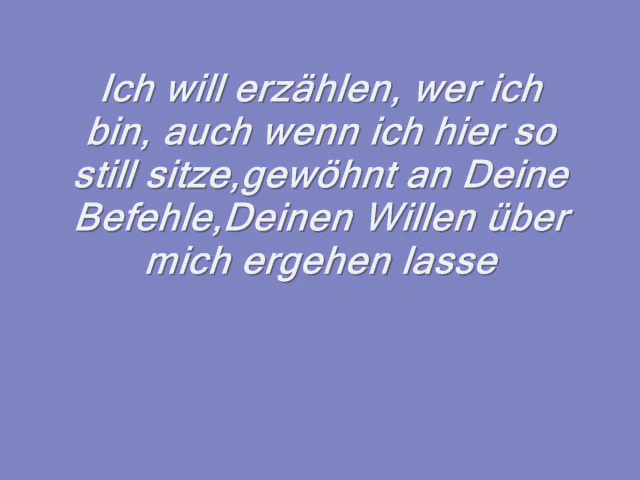 Ich will erzählen, wer ich
bin, auch wenn ich hier so
still sitze,gewöhnt an Deine
Befehle,Deinen Willen über
mich ergehen lasse